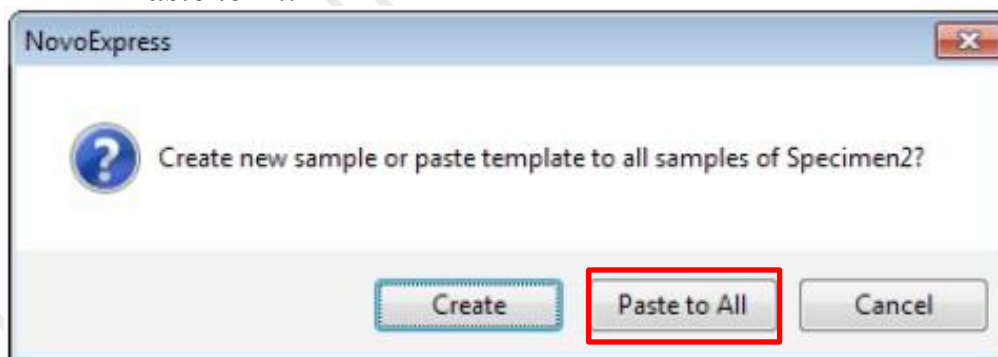 NovoExpress
Create new sample or paste template to all samples of Specimen2?
Create
Paste to All
Cancel